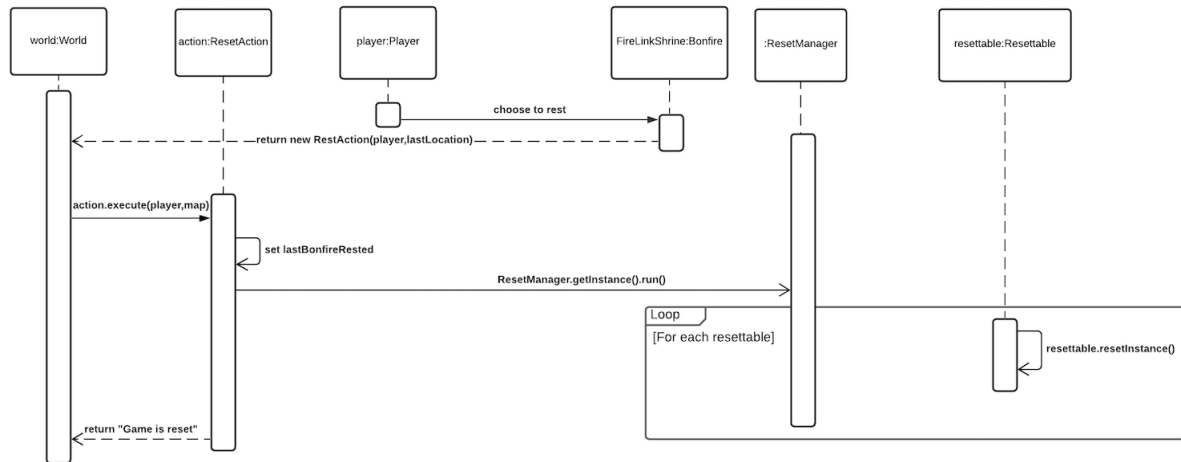 world:World
action:ResetAction
player:Player
FireLinkShrine:Bonfire
:ResetManager
resettable:Resettable
choose to rest
return new RestAction(player,lastLocation)
action.execute(player,map)
set lastBonfireRested
ResetManager.getInstance().run()
Loop
[For each resettable]
resettable.resetInstance()
return "Game is reset"